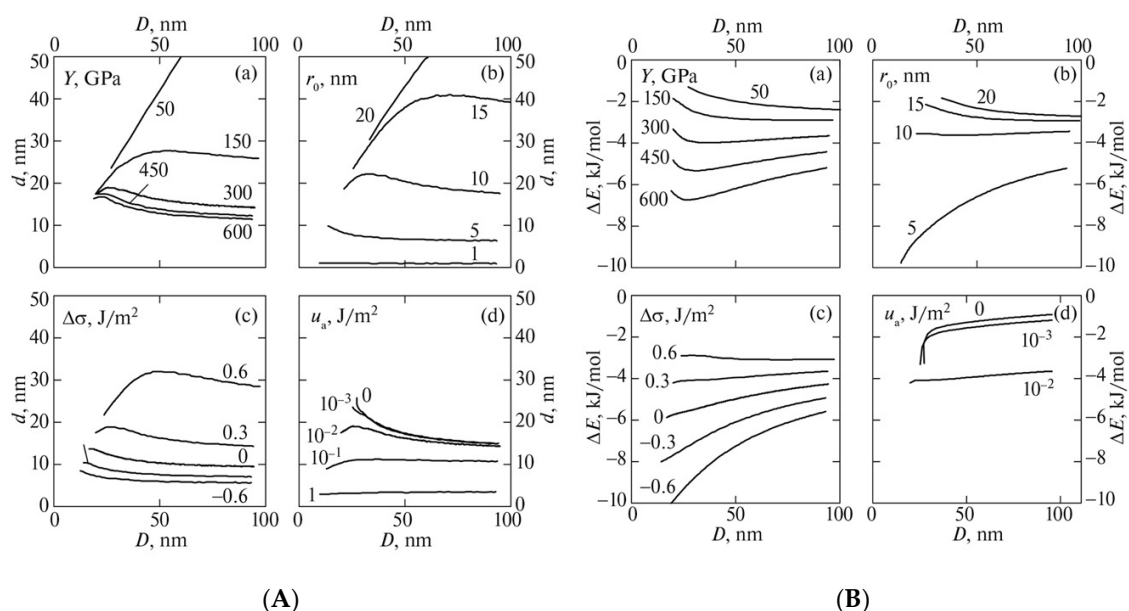 D, nm
0 50 100
D, nm
0 50 100
50
40
30
20
10
0
d, nm
Y, GPa
(a)
50
150
450
300
600
r₀, nm
(b)
20
15
10
5
1
50
40
30
20
10
0
d, nm
50
40
30
20
10
0
d, nm
Δσ, J/m²
(c)
0.6
0.3
0
−0.6
uₐ, J/m²
(d)
10⁻³
0
10⁻²
10⁻¹
1
50
40
30
20
10
0
d, nm
0 50 100
D, nm
0 50 100
D, nm
(A)
D, nm
0 50 100
D, nm
0 50 100
0
−2
−4
−6
−8
−10
ΔE, kJ/mol
Y, GPa
(a)
50
150
300
450
600
r₀, nm
(b)
20
15
10
5
0
−2
−4
−6
−8
−10
ΔE, kJ/mol
0
−2
−4
−6
−8
−10
ΔE, kJ/mol
Δσ, J/m²
(c)
0.6
0.3
0
−0.3
−0.6
uₐ, J/m²
(d)
0
10⁻³
10⁻²
0
−2
−4
−6
−8
−10
ΔE, kJ/mol
0 50 100
D, nm
0 50 100
D, nm
(B)